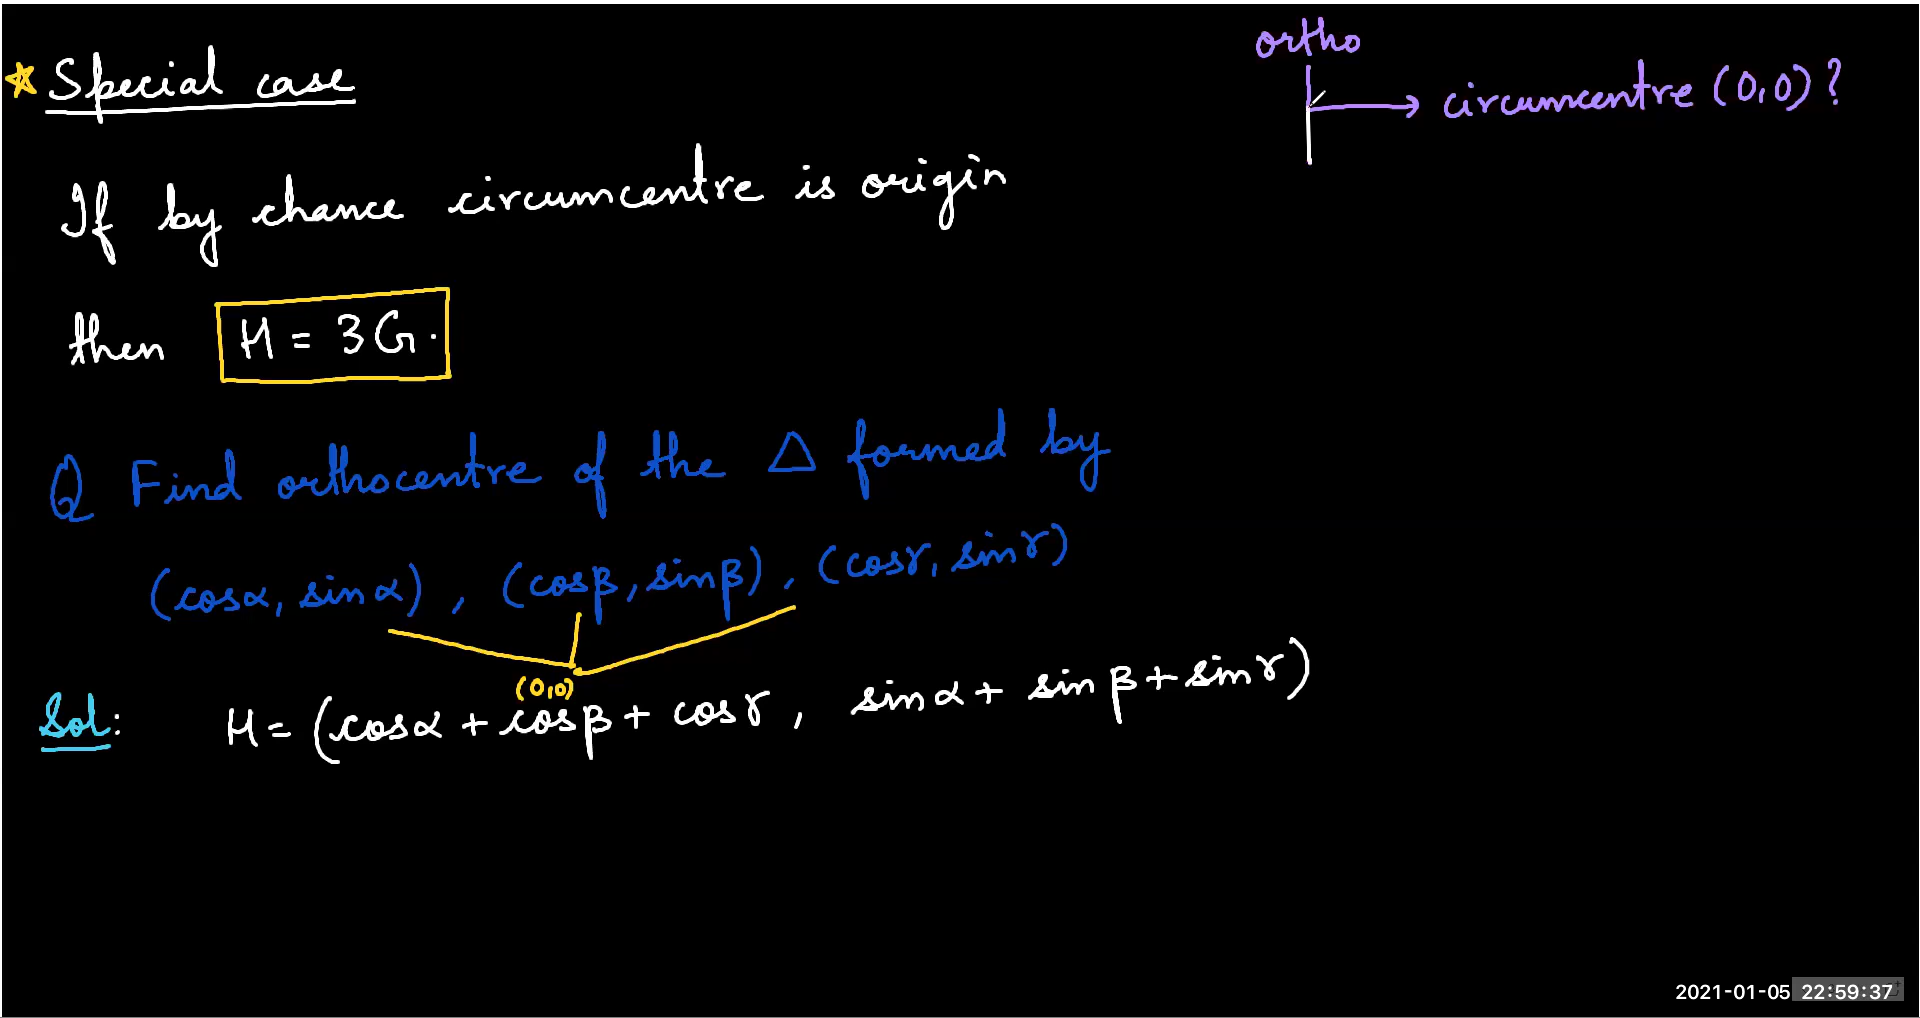 Special case
ortho
circumcentre (0,0)?
If by chance circumcentre is origin
then H = 3G.
Q Find orthocentre of the Δ formed by
(cosα, sinα), (cosβ, sinβ), (cosγ, sinγ)
(0,0)
Sol: H = (cosα + cosβ + cosγ, sinα + sinβ + sinγ)
2021-01-05 22:59:37